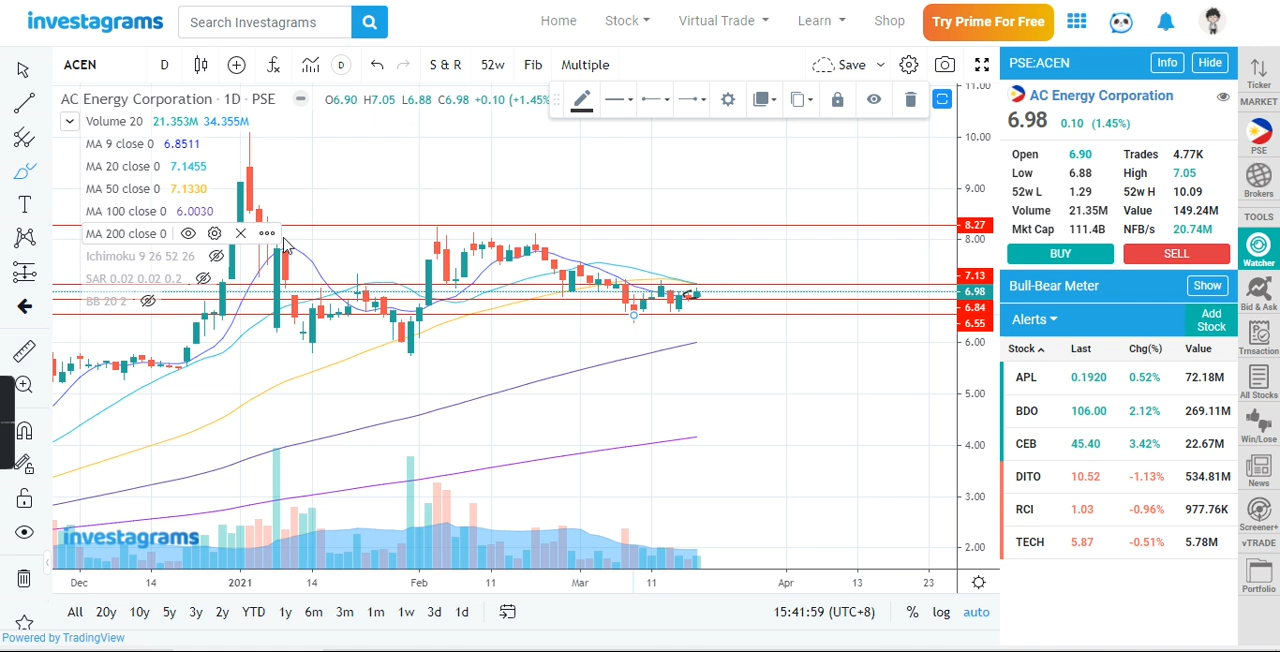 investagrams
Search Investagrams
Home
Stock
Virtual Trade
Learn
Shop
Try Prime For Free
ACEN
D
D
S & R
52w
Fib
Multiple
Save
AC Energy Corporation · 1D · PSE
O6.90 H7.05 L6.88 C6.98 +0.10 (+1.45%
Volume 20 21.353M 34.355M
MA 9 close 0 6.8511
MA 20 close 0 7.1455
MA 50 close 0 7.1330
MA 100 close 0 6.0030
MA 200 close 0
Ichimoku 9 26 52 26
SAR 0.02 0.02 0.2
BB 20 2
T
11.00
10.00
9.00
8.27
8.00
7.13
6.98
6.84
6.55
6.00
5.00
4.00
3.00
2.00
investagrams
Dec
14
2021
14
Feb
11
Mar
11
Apr
13
23
All 20y 10y 5y 3y 2y YTD 1y 6m 3m 1m 1w 3d 1d
15:41:59 (UTC+8)
% log auto
Powered by TradingView
PSE:ACEN
Info
Hide
AC Energy Corporation
6.98 0.10 (1.45%)
Open 6.90 Trades 4.77K
Low 6.88 High 7.05
52w L 1.29 52w H 10.09
Volume 21.35M Value 149.24M
Mkt Cap 111.4B NFB/s 20.74M
BUY
SELL
Bull-Bear Meter
Show
Alerts
Add
Stock
Stock Last Chg(%) Value
APL 0.1920 0.52% 72.18M
BDO 106.00 2.12% 269.11M
CEB 45.40 3.42% 22.67M
DITO 10.52 -1.13% 534.81M
RCI 1.03 -0.96% 977.76K
TECH 5.87 -0.51% 5.78M
Ticker
MARKET
PSE
Brokers
TOOLS
Watcher
Bid & Ask
Trnsaction
All Stocks
Win/Lose
News
Screener+
vTRADE
Portfolio